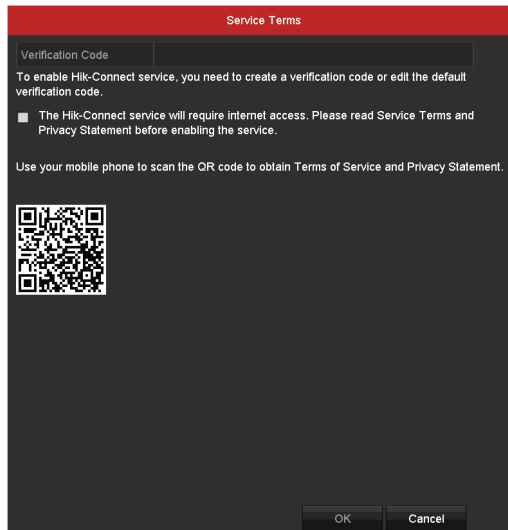 Service Terms
Verification Code
To enable Hik-Connect service, you need to create a verification code or edit the default
verification code.
The Hik-Connect service will require internet access. Please read Service Terms and
Privacy Statement before enabling the service.
Use your mobile phone to scan the QR code to obtain Terms of Service and Privacy Statement.
OK Cancel